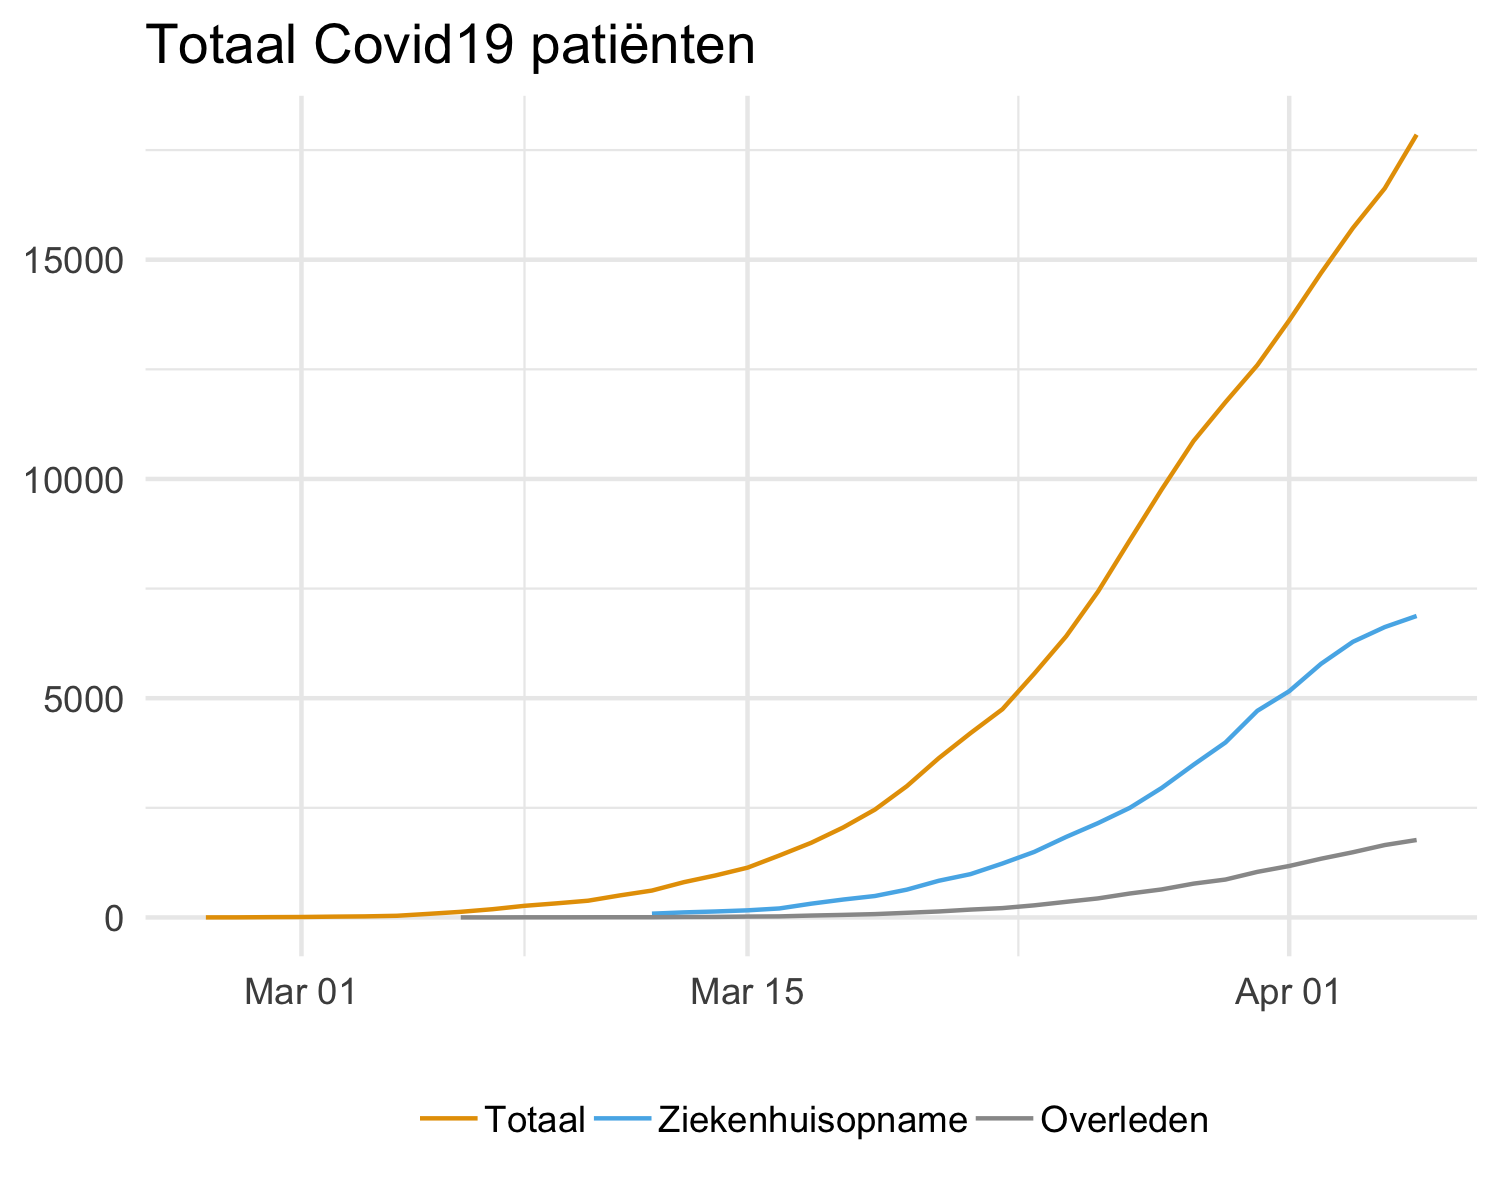 Totaal Covid19 patiënten
15000
10000
5000
0
Mar 01 Mar 15 Apr 01
Totaal Ziekenhuisopname Overleden